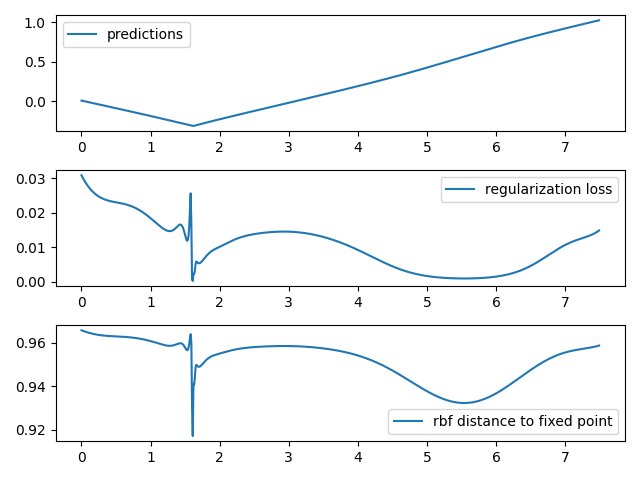 1.0
0.5
0.0
predictions
0 1 2 3 4 5 6 7
0.03
0.02
0.01
0.00
regularization loss
0 1 2 3 4 5 6 7
0.96
0.94
0.92
rbf distance to fixed point
0 1 2 3 4 5 6 7